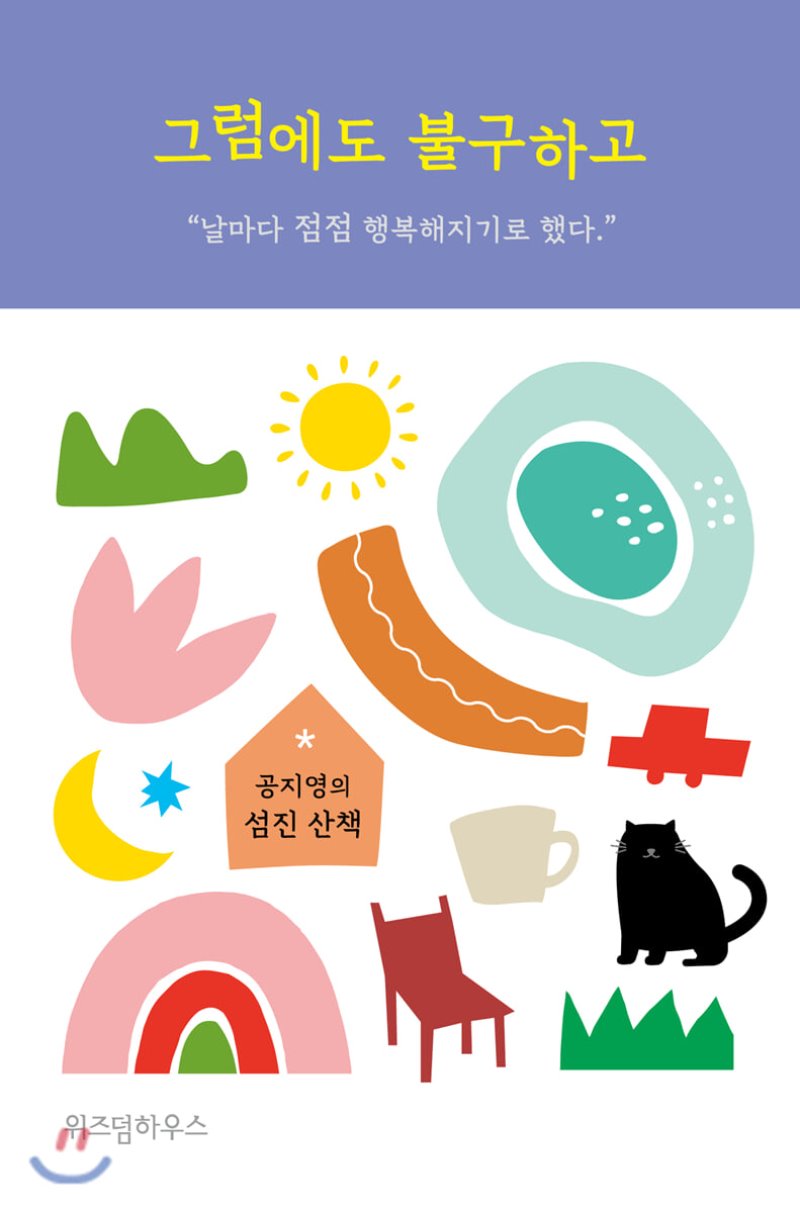 그럼에도 불구하고
“날마다 점점 행복해지기로 했다.”
*
공지영의
섬진 산책
위즈덤하우스